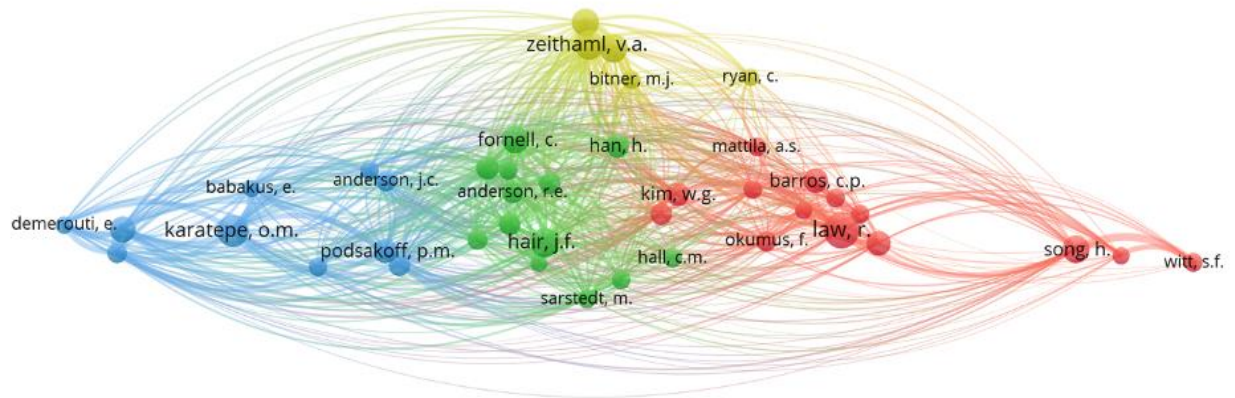 zeithaml, v.a.
bitner, m.j.
ryan, c.
fornell, c.
han, h.
mattila, a.s.
babakus, e.
anderson, j.c.
anderson, r.e.
kim, w.g.
barros, c.p.
demerouti, e.
karatepe, o.m.
podsakoff, p.m.
hair, j.f.
hall, c.m.
okumus, f.
law, r.
song, h.
witt, s.f.
sarstedt, m.